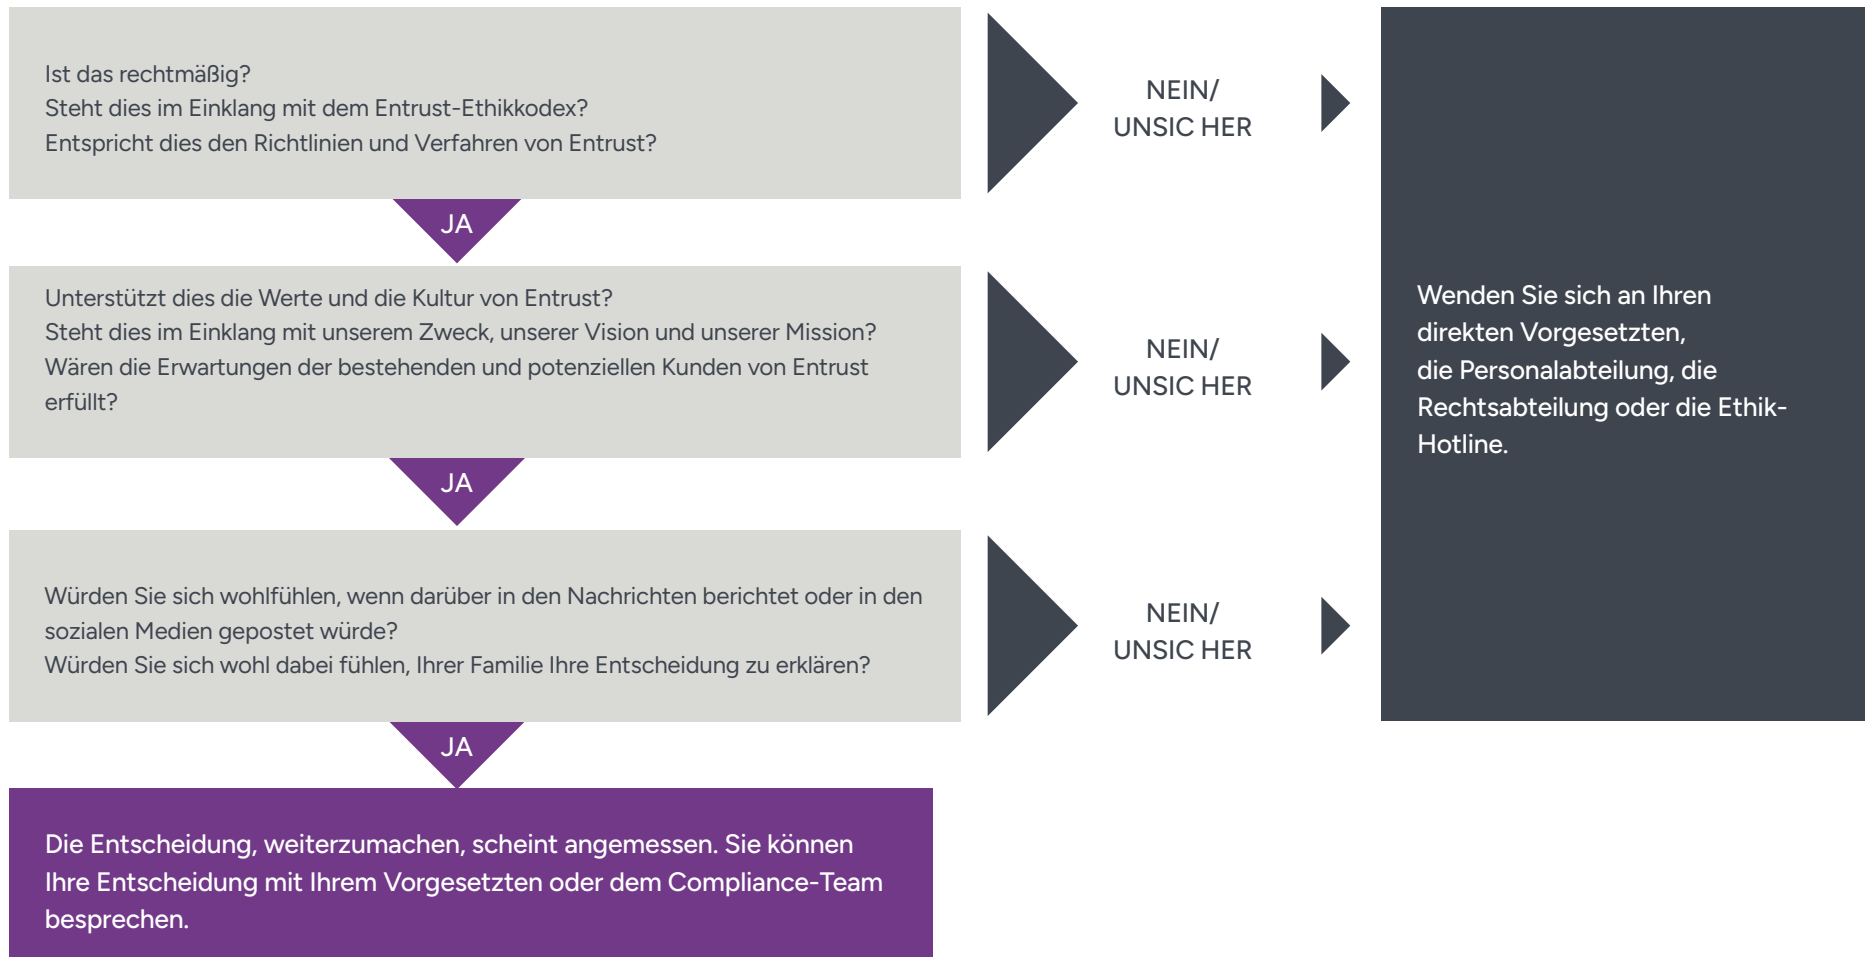 Ist das rechtmäßig?
Steht dies im Einklang mit dem Entrust-Ethikkodex?
Entspricht dies den Richtlinien und Verfahren von Entrust?
NEIN/
UNSIC HER
JA
Unterstützt dies die Werte und die Kultur von Entrust?
Steht dies im Einklang mit unserem Zweck, unserer Vision und unserer Mission?
Wären die Erwartungen der bestehenden und potenziellen Kunden von Entrust
erfüllt?
NEIN/
UNSIC HER
JA
Würden Sie sich wohlfühlen, wenn darüber in den Nachrichten berichtet oder in den
sozialen Medien gepostet würde?
Würden Sie sich wohl dabei fühlen, Ihrer Familie Ihre Entscheidung zu erklären?
NEIN/
UNSIC HER
JA
Wenden Sie sich an Ihren
direkten Vorgesetzten,
die Personalabteilung, die
Rechtsabteilung oder die Ethik-
Hotline.
Die Entscheidung, weiterzumachen, scheint angemessen. Sie können
Ihre Entscheidung mit Ihrem Vorgesetzten oder dem Compliance-Team
besprechen.